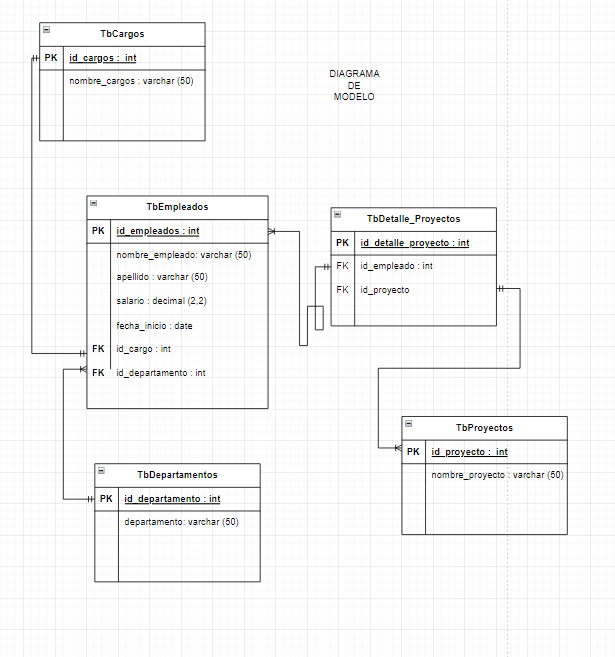 TbCargos
PK id_cargos : int
nombre_cargos : varchar (50)
DIAGRAMA
DE
MODELO
TbEmpleados
PK id_empleados : int
nombre_empleado: varchar (50)
apellido : varchar (50)
salario : decimal (2,2)
fecha_inicio : date
FK id_cargo : int
FK id_departamento : int
TbDetalle_Proyectos
PK id_detalle_proyecto : int
FK id_empleado : int
FK id_proyecto
TbProyectos
PK id_proyecto : int
nombre_proyecto : varchar (50)
TbDepartamentos
PK id_departamento : int
departamento: varchar (50)